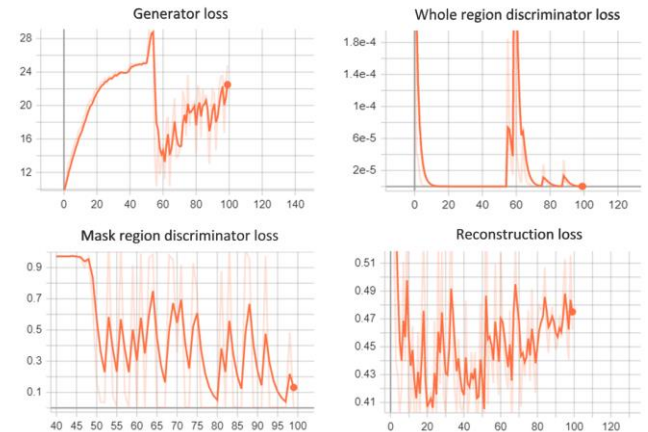 Generator loss
28
24
20
16
12
0 20 40 60 80 100 120 140
Whole region discriminator loss
1.8e-4
1.4e-4
1e-4
6e-5
2e-5
0 20 40 60 80 100 120
Mask region discriminator loss
0.9
0.7
0.5
0.3
0.1
40 45 50 55 60 65 70 75 80 85 90 95 100
Reconstruction loss
0.51
0.49
0.47
0.45
0.43
0.41
0 20 40 60 80 100 120